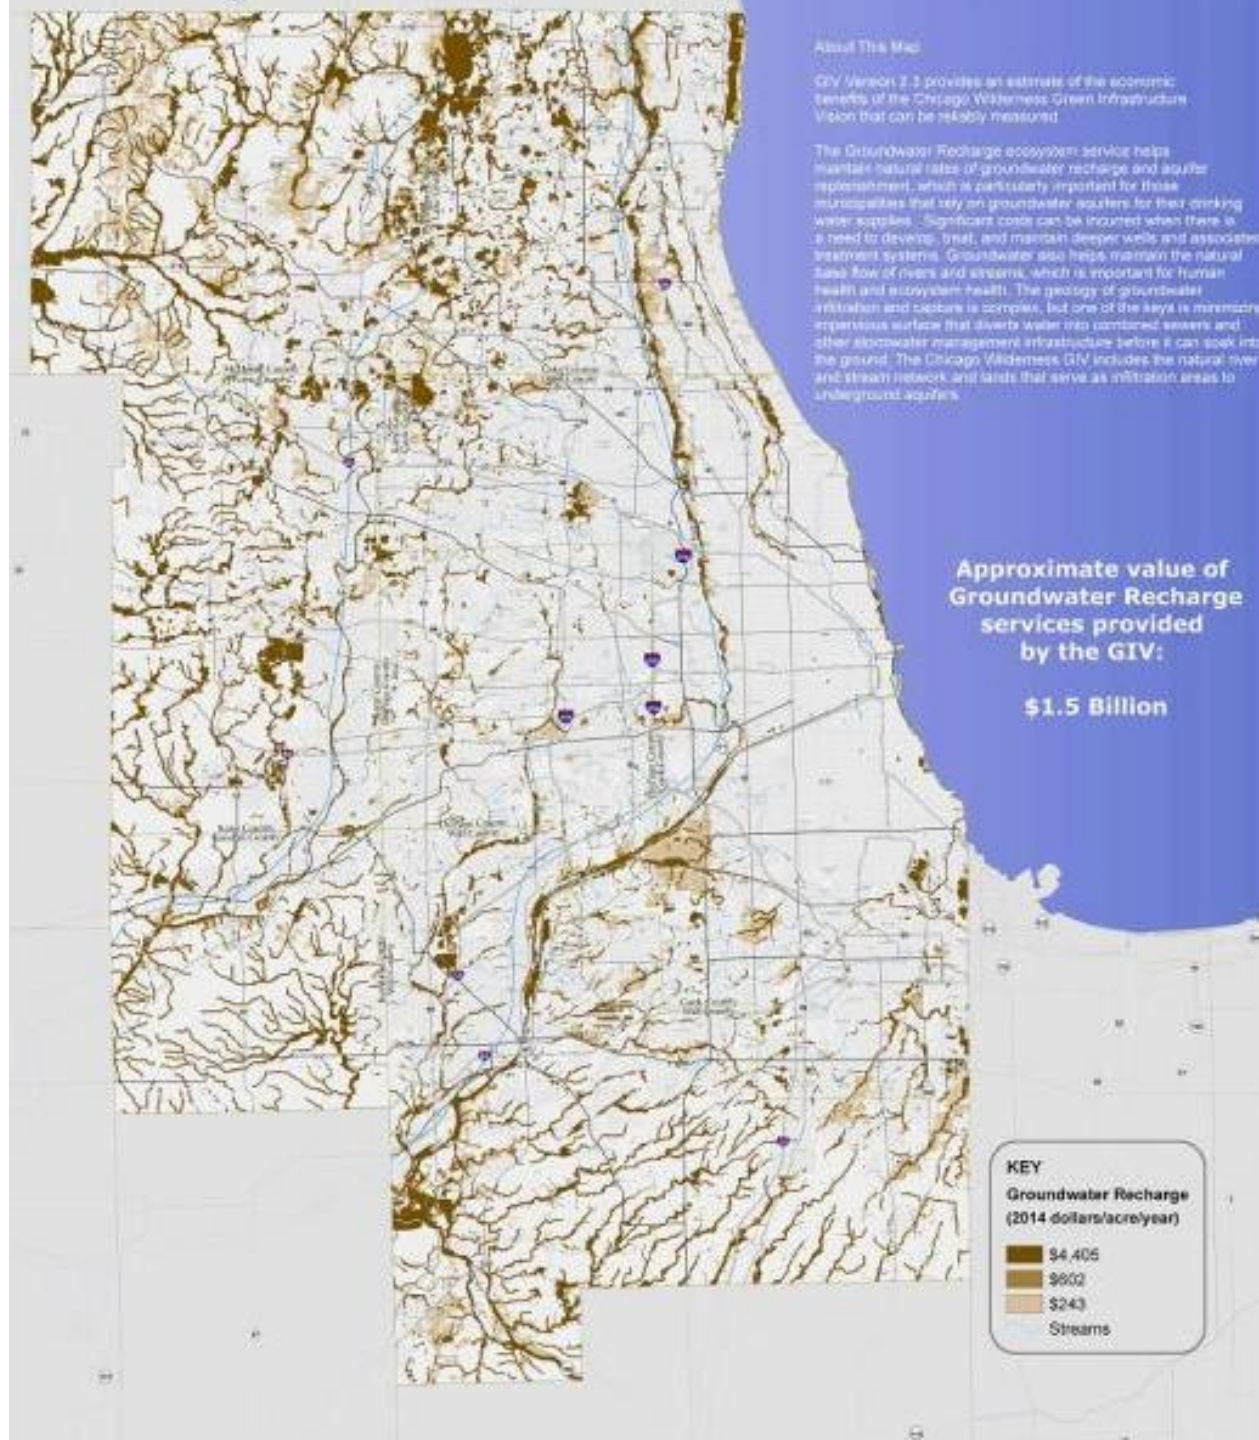 About This Map
GIV Version 2.3 provides an estimate of the economic
benefits of the Chicago Wilderness Green Infrastructure
Vision that can be reliably measured
The Groundwater Recharge ecosystem service helps
maintain natural rates of groundwater recharge and aquifer
replenishment, which is particularly important for those
municipalities that rely on groundwater aquifers for their drinking
water supplies. Significant costs can be incurred when there is
a need to develop, treat, and maintain deeper wells and associated
treatment systems. Groundwater also helps maintain the natural
base flow of rivers and streams, which is important for human
health and ecosystem health. The geology of groundwater
infiltration and capture is complex, but one of the keys is minimizing
impervious surface that diverts water into combined sewers and
other stormwater management infrastructure before it can soak into
the ground. The Chicago Wilderness GIV includes the natural river
and stream network and lands that serve as infiltration areas to
underground aquifers.
Approximate value of
Groundwater Recharge
services provided
by the GIV:
$1.5 Billion
KEY
Groundwater Recharge
(2014 dollars/acre/year)
$4,405
$602
$243
Streams